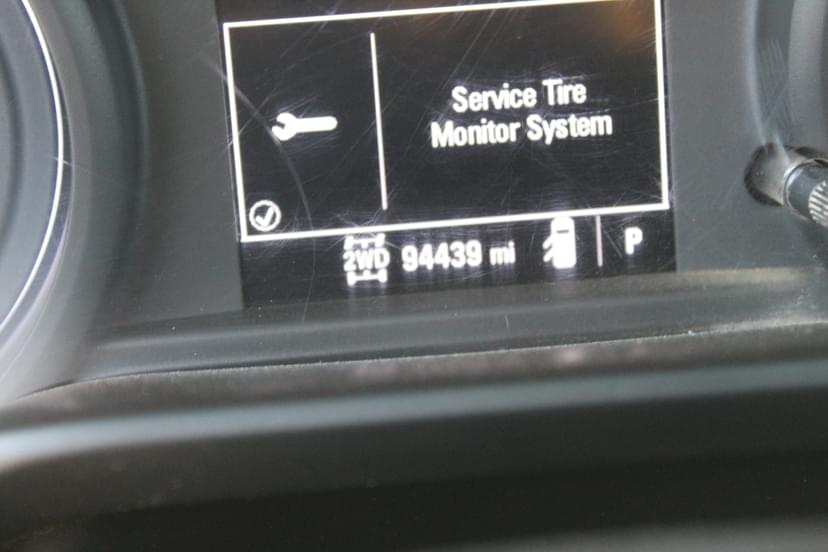 Service Tire
Monitor System
2WD 94439 mi P